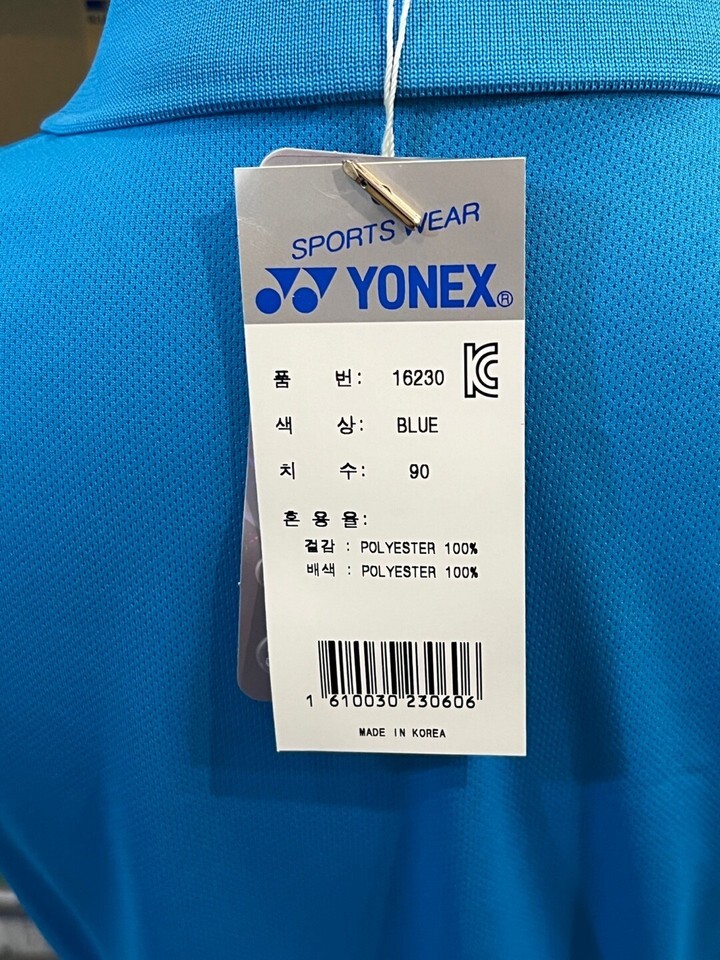 SPORTS WEAR
YONEX®
품 번: 16230
색 상: BLUE
치 수: 90
혼 용 율:
겉감 : POLYESTER 100%
배색 : POLYESTER 100%
1 610030 230606
MADE IN KOREA